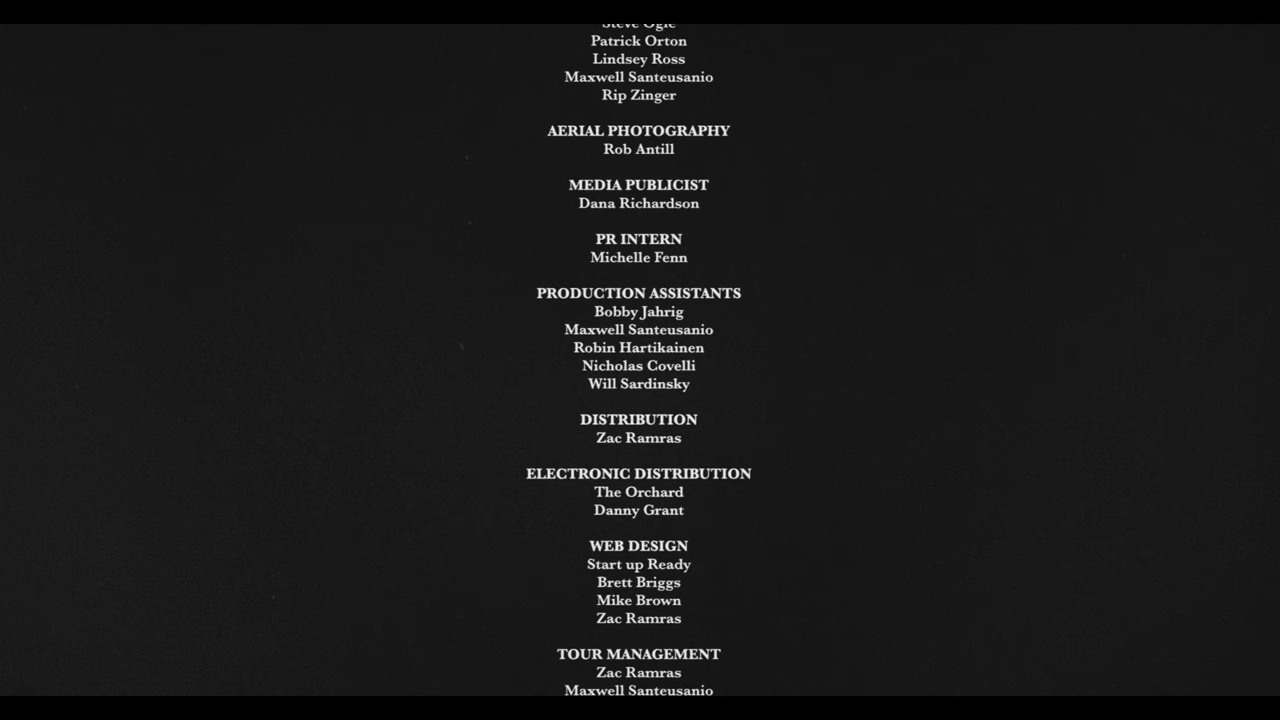 Steve Ogle
Patrick Orton
Lindsey Ross
Maxwell Santeusanio
Rip Zinger
AERIAL PHOTOGRAPHY
Rob Antill
MEDIA PUBLICIST
Dana Richardson
PR INTERN
Michelle Fenn
PRODUCTION ASSISTANTS
Bobby Jahrig
Maxwell Santeusanio
Robin Hartikainen
Nicholas Covelli
Will Sardinsky
DISTRIBUTION
Zac Ramras
ELECTRONIC DISTRIBUTION
The Orchard
Danny Grant
WEB DESIGN
Start up Ready
Brett Briggs
Mike Brown
Zac Ramras
TOUR MANAGEMENT
Zac Ramras
Maxwell Santeusanio